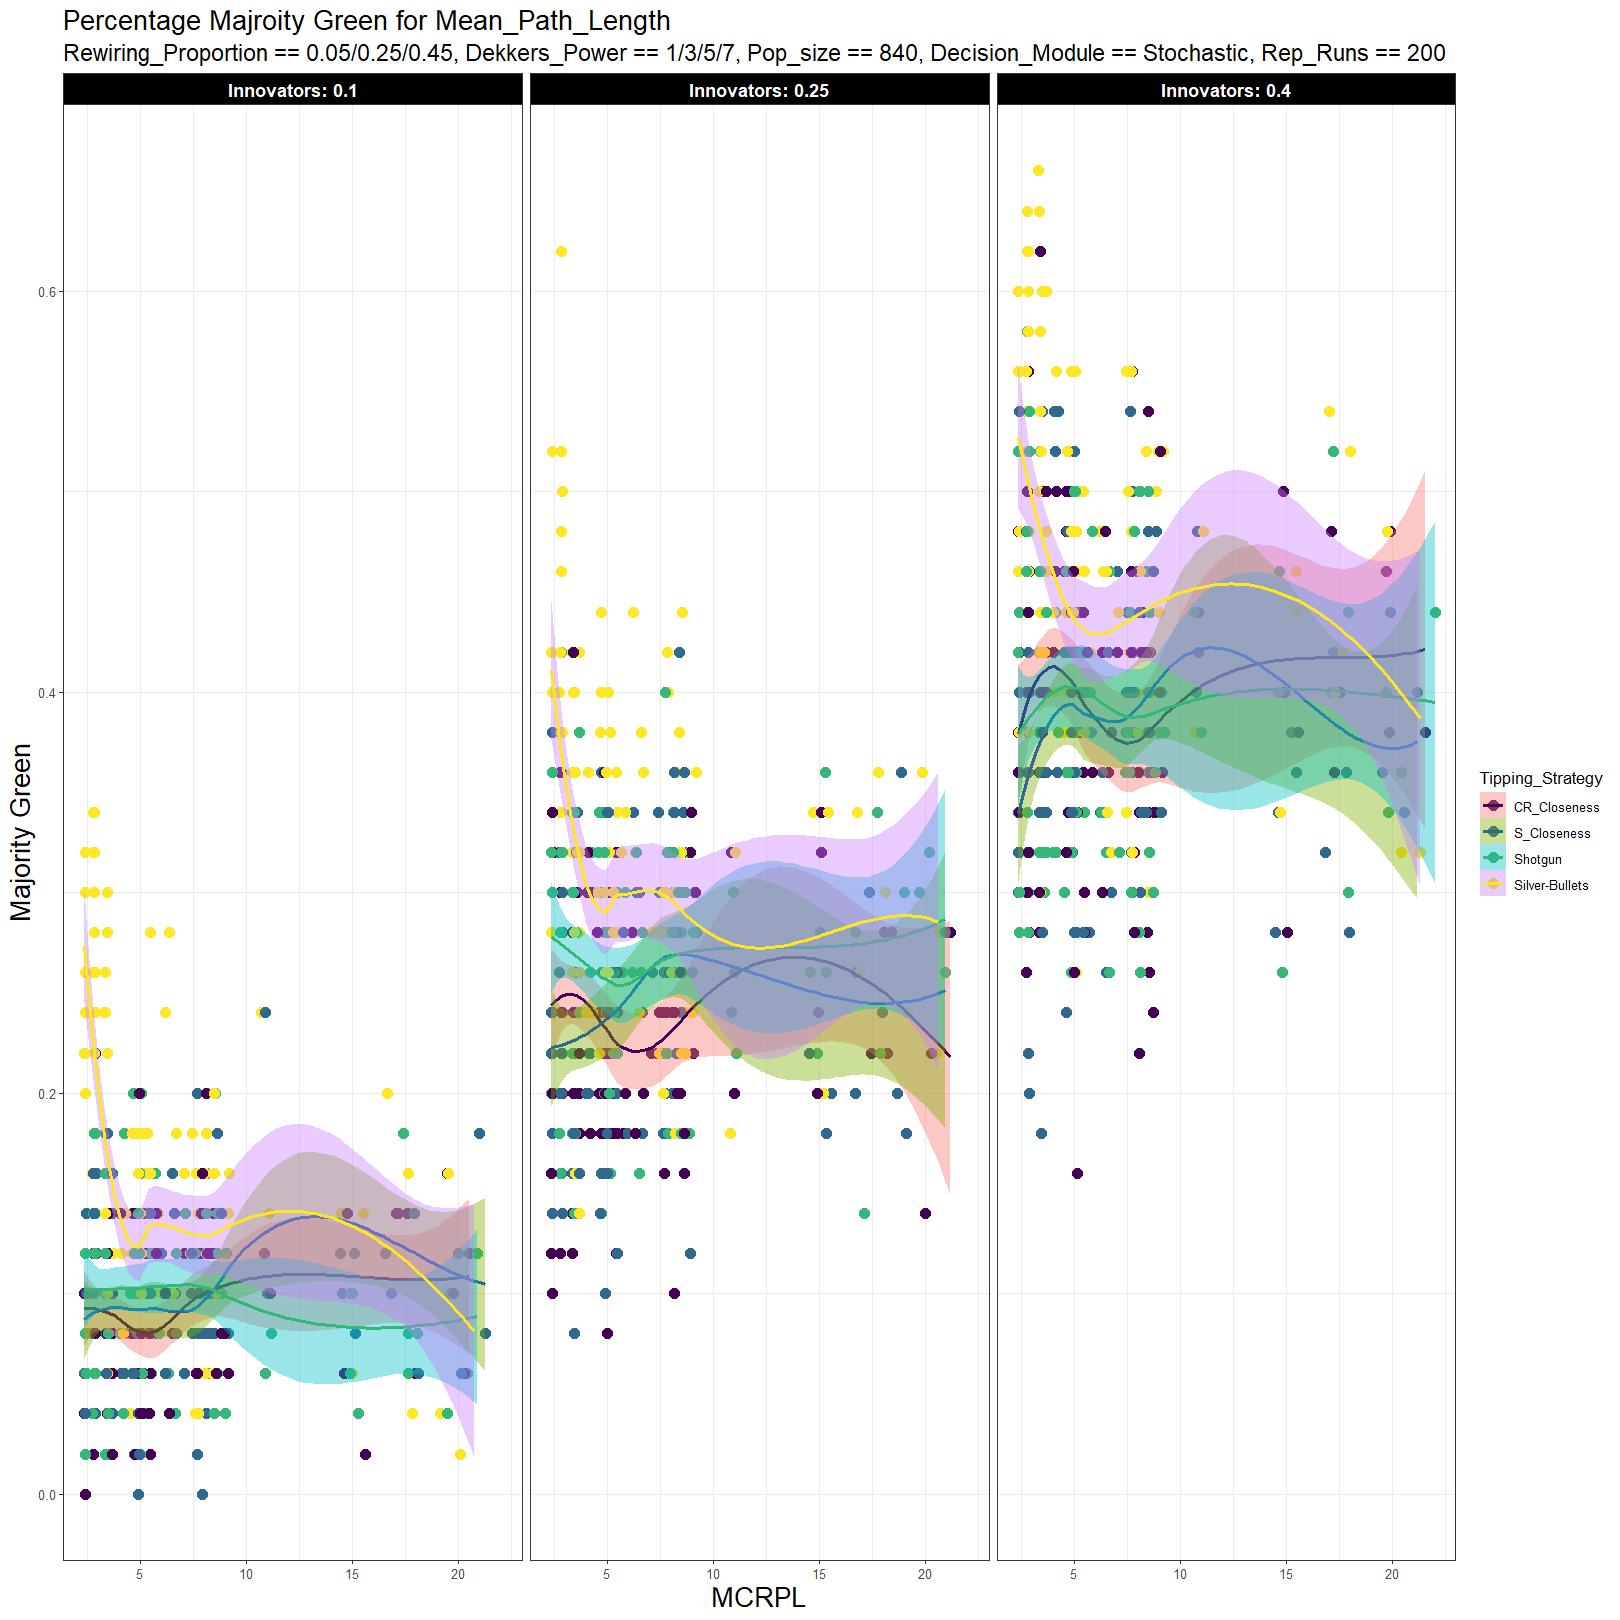 Percentage Majroity Green for Mean_Path_Length
Rewiring_Proportion == 0.05/0.25/0.45, Dekkers_Power == 1/3/5/7, Pop_size == 840, Decision_Module == Stochastic, Rep_Runs == 200
Innovators: 0.1
Innovators: 0.25
Innovators: 0.4
Majority Green
0.6
0.4
0.2
0.0
5 10 15 20
5 10 15 20
5 10 15 20
MCRPL
Tipping_Strategy
CR_Closeness
S_Closeness
Shotgun
Silver-Bullets